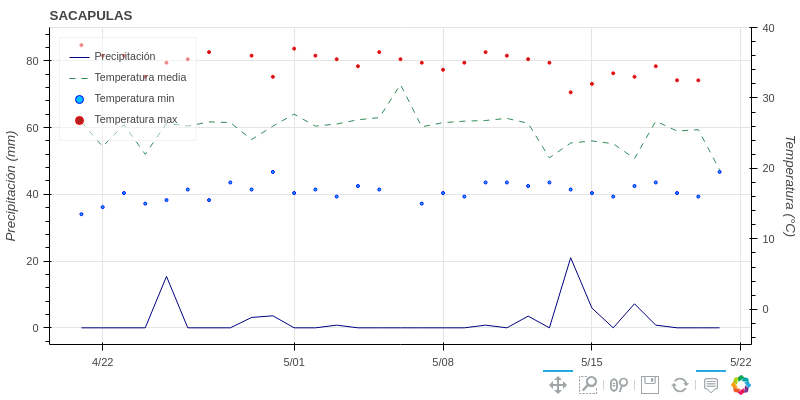 SACAPULAS
Precipitación
Temperatura media
Temperatura min
Temperatura max
Precipitación (mm)
80
60
40
20
0
40
30
20
10
0
Temperatura (°C)
4/22
5/01
5/08
5/15
5/22